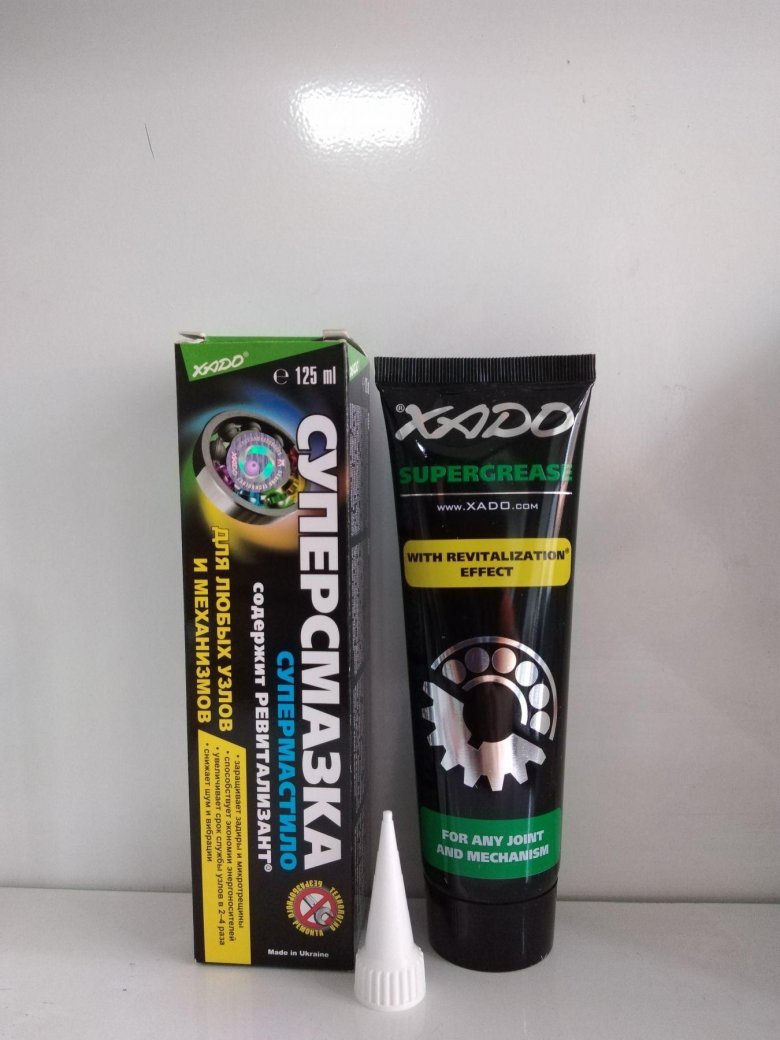 XADO®
e 125 ml
СУПЕРСМАЗКА
СУПЕРМАСТИЛО
содержит РЕВИТАЛИЗАНТ®
ДЛЯ ЛЮБЫХ УЗЛОВ
И МЕХАНИЗМОВ
• заращивает задиры и микротрещины
• способствует экономии энергоносителей
• увеличивает срок службы узлов в 2–4 раза
• снижает шум и вибрации
XADO
Made in Ukraine
®XADO
SUPERGREASE
WWW.XADO.COM
WITH REVITALIZATION®
EFFECT
FOR ANY JOINT
AND MECHANISM